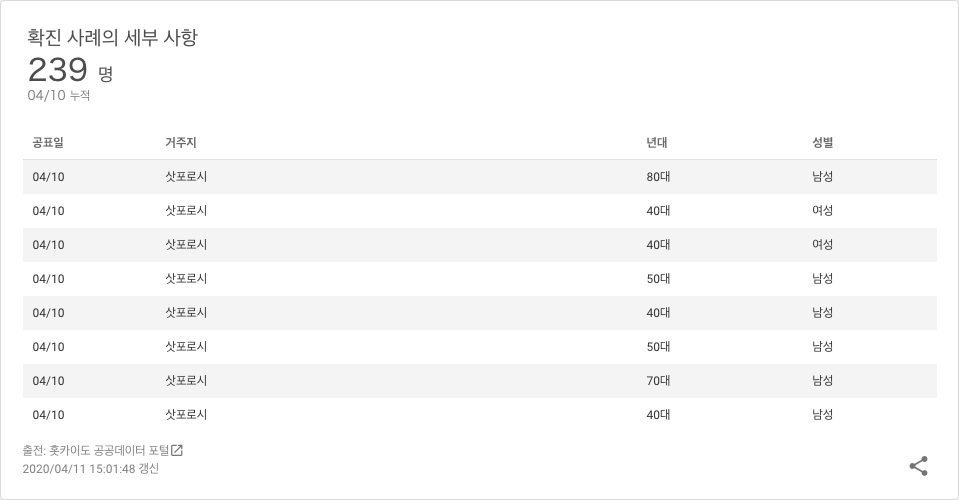 확진 사례의 세부 사항
239 명
04/10 누적
공표일 거주지 년대 성별
04/10 삿포로시 80대 남성
04/10 삿포로시 40대 여성
04/10 삿포로시 40대 여성
04/10 삿포로시 50대 남성
04/10 삿포로시 40대 남성
04/10 삿포로시 50대 남성
04/10 삿포로시 70대 남성
04/10 삿포로시 40대 남성
출전: 홋카이도 공공데이터 포털
2020/04/11 15:01:48 갱신